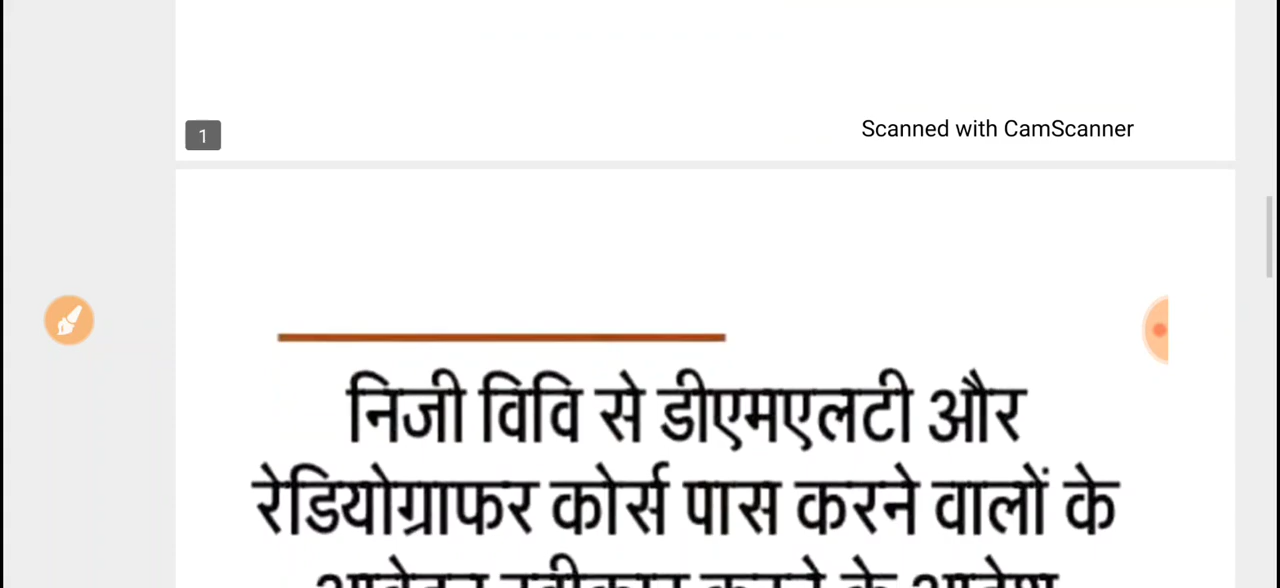 1
Scanned with CamScanner
निजी विवि से डीएमएलटी और
रेडियोग्राफर कोर्स पास करने वालों के